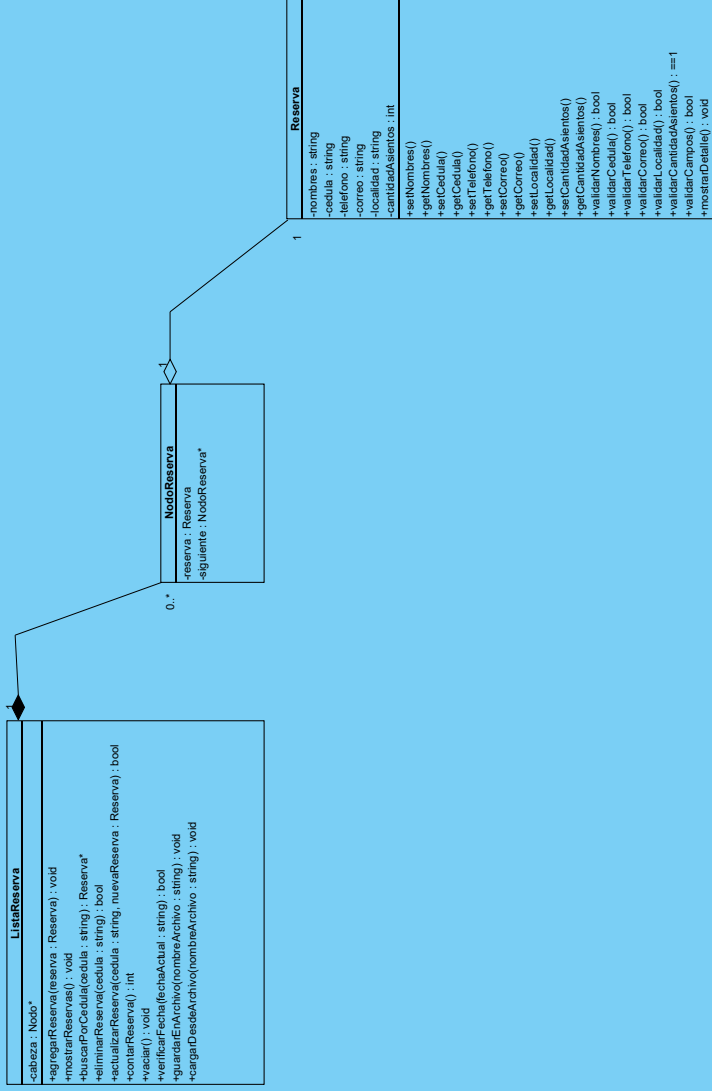 ListaReserva
-cabeza : Nodo*
+agregarReserva(reserva : Reserva) : void
+mostrarReservas() : void
+buscarPorCedula(cedula : string) : Reserva*
+eliminarReserva(cedula : string) : bool
+actualizarReserva(cedula : string, nuevaReserva : Reserva) : bool
+contarReserva() : int
+vaciar() : void
+verificarFecha(fechaActual : string) : bool
+guardarEnArchivo(nombreArchivo : string) : void
+cargarDesdeArchivo(nombreArchivo : string) : void
1
0..*
NodoReserva
-reserva : Reserva
-siguiente : NodoReserva*
1
1
Reserva
-nombres : string
-cedula : string
-telefono : string
-correo : string
-localidad : string
-cantidadAsientos : int
+setNombres()
+getNombres()
+setCedula()
+getCedula()
+setTelefono()
+getTelefono()
+setCorreo()
+getCorreo()
+setLocalidad()
+getLocalidad()
+setCantidadAsientos()
+getCantidadAsientos()
+validarNombres() : bool
+validarCedula() : bool
+validarTelefono() : bool
+validarCorreo() : bool
+validarLocalidad() : bool
+validarCantidadAsientos() : ==1
+validarCampos() : bool
+mostrarDetalle() : void